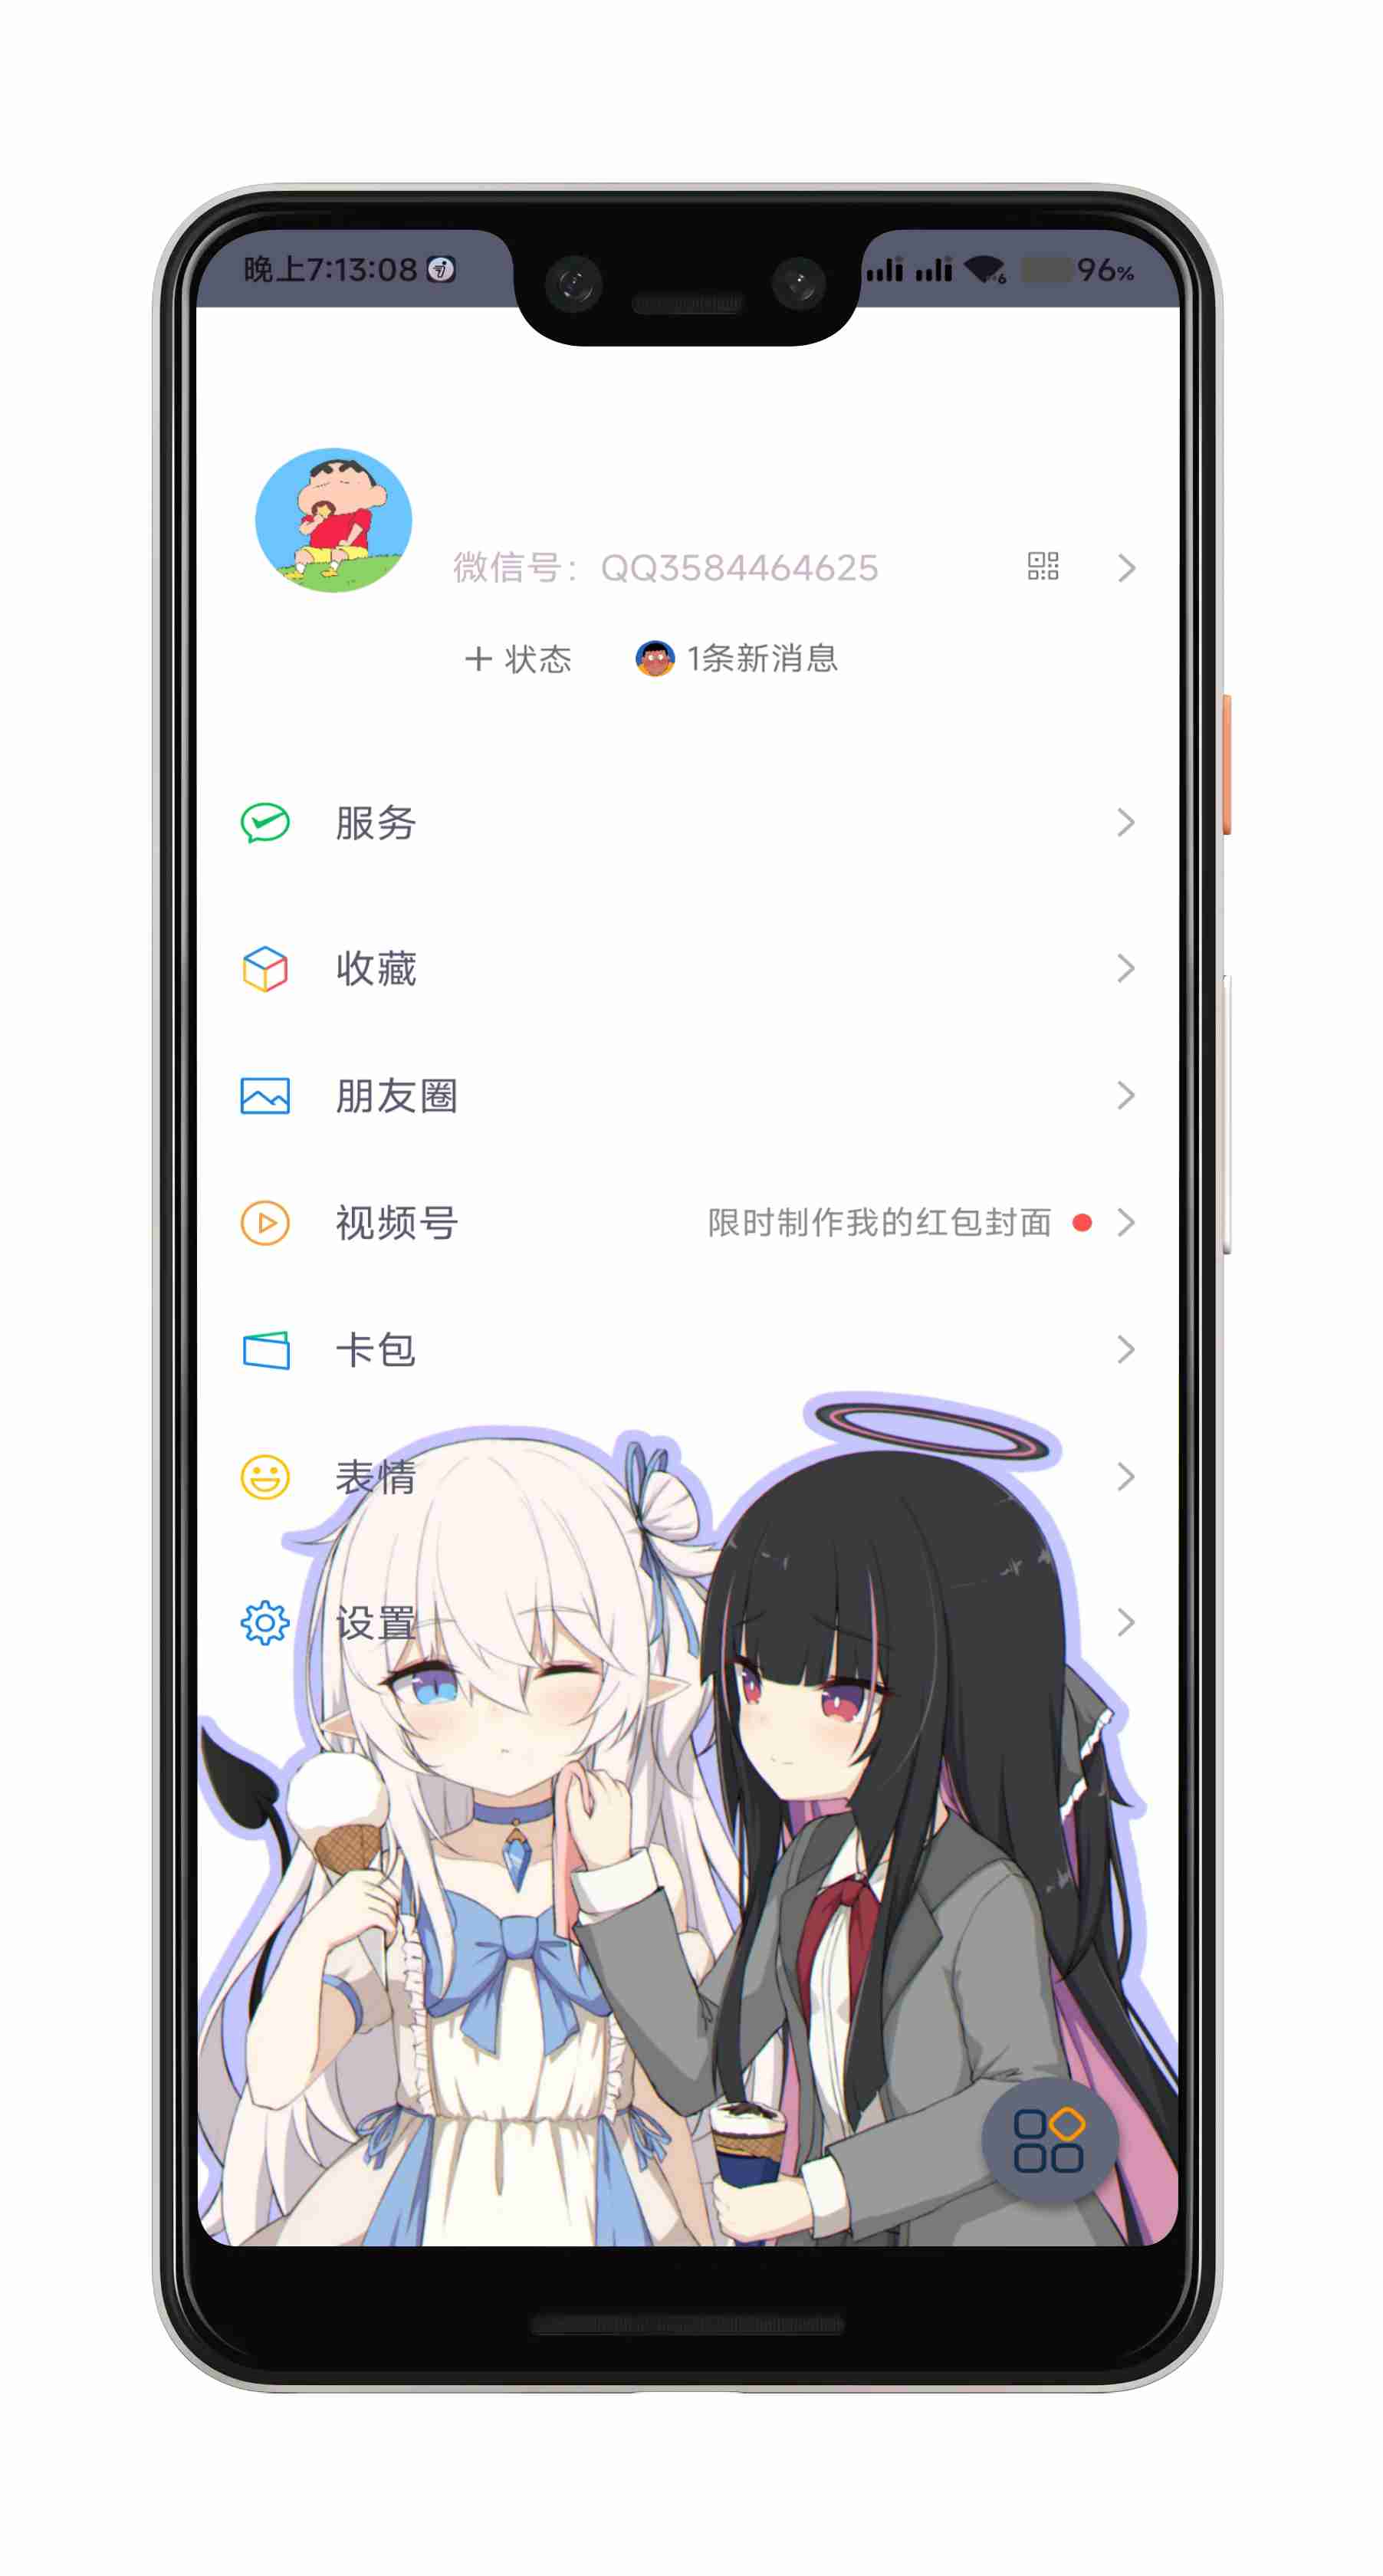 晚上7:13:08 96%
6
微信号：QQ3584464625
+ 状态 1条新消息
服务
收藏
朋友圈
视频号 限时制作我的红包封面
卡包
表情
设置